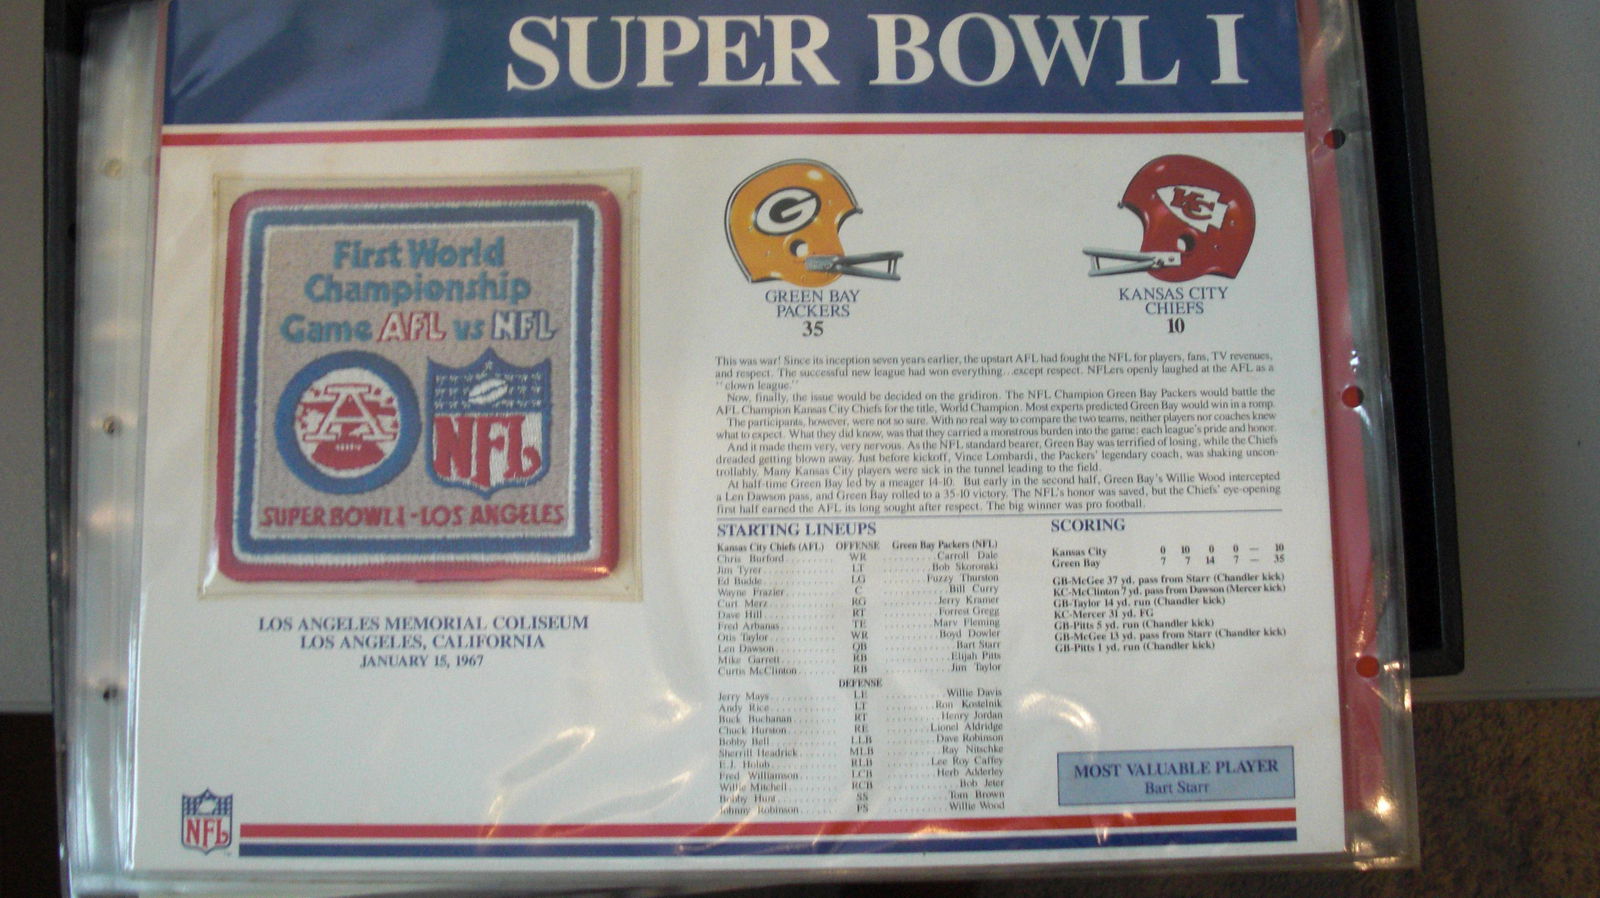 SUPER BOWL I
First World
Championship
Game AFL vs NFL
A
NFL
SUPER BOWL I - LOS ANGELES
LOS ANGELES MEMORIAL COLISEUM
LOS ANGELES, CALIFORNIA
JANUARY 15, 1967
NFL
G
KC
GREEN BAY
PACKERS
35
KANSAS CITY
CHIEFS
10
This was war! Since its inception seven years earlier, the upstart AFL had fought the NFL for players, fans, TV revenues,
and respect. The successful new league had won everything...except respect. NFLers openly laughed at the AFL as a
"clown league."
Now, finally, the issue would be decided on the gridiron. The NFL Champion Green Bay Packers would battle the
AFL Champion Kansas City Chiefs for the title, World Champion. Most experts predicted Green Bay would win in a romp.
The participants, however, were not so sure. With no real way to compare the two teams, neither players nor coaches knew
what to expect. What they did know, was that they carried a monstrous burden into the game: each league's pride and honor.
And it made them very, very nervous. As the NFL standard bearer, Green Bay was terrified of losing, while the Chiefs
dreaded getting blown away. Just before kickoff, Vince Lombardi, the Packers' legendary coach, was shaking uncon-
trollably. Many Kansas City players were sick in the tunnel leading to the field.
At half-time Green Bay led by a meager 14-10. But early in the second half, Green Bay's Willie Wood intercepted
a Len Dawson pass, and Green Bay rolled to a 35-10 victory. The NFL's honor was saved, but the Chiefs' eye-opening
first half earned the AFL its long sought after respect. The big winner was pro football.
STARTING LINEUPS
Kansas City Chiefs (AFL) OFFENSE Green Bay Packers (NFL)
Chris Burford WR Carroll Dale
Jim Tyrer LT Bob Skoronski
Ed Budde LG Fuzzy Thurston
Wayne Frazier C Bill Curry
Curt Merz RG Jerry Kramer
Dave Hill RT Forrest Gregg
Fred Arbanas TE Marv Fleming
Otis Taylor WR Boyd Dowler
Len Dawson QB Bart Starr
Mike Garrett RB Elijah Pitts
Curtis McClinton RB Jim Taylor
DEFENSE
Jerry Mays LE Willie Davis
Andy Rice LT Ron Kostelnik
Buck Buchanan RT Henry Jordan
Chuck Hurston RE Lionel Aldridge
Bobby Bell LLB Dave Robinson
Sherrill Headrick MLB Ray Nitschke
E.J. Holub RLB Lee Roy Caffey
Fred Williamson LCB Herb Adderley
Willie Mitchell RCB Bob Jeter
Bobby Hunt SS Tom Brown
Johnny Robinson FS Willie Wood
SCORING
Kansas City 0 10 0 0 — 10
Green Bay 7 7 14 7 — 35
GB-McGee 37 yd. pass from Starr (Chandler kick)
KC-McClinton 7 yd. pass from Dawson (Mercer kick)
GB-Taylor 14 yd. run (Chandler kick)
KC-Mercer 31 yd. FG
GB-Pitts 5 yd. run (Chandler kick)
GB-McGee 13 yd. pass from Starr (Chandler kick)
GB-Pitts 1 yd. run (Chandler kick)
MOST VALUABLE PLAYER
Bart Starr